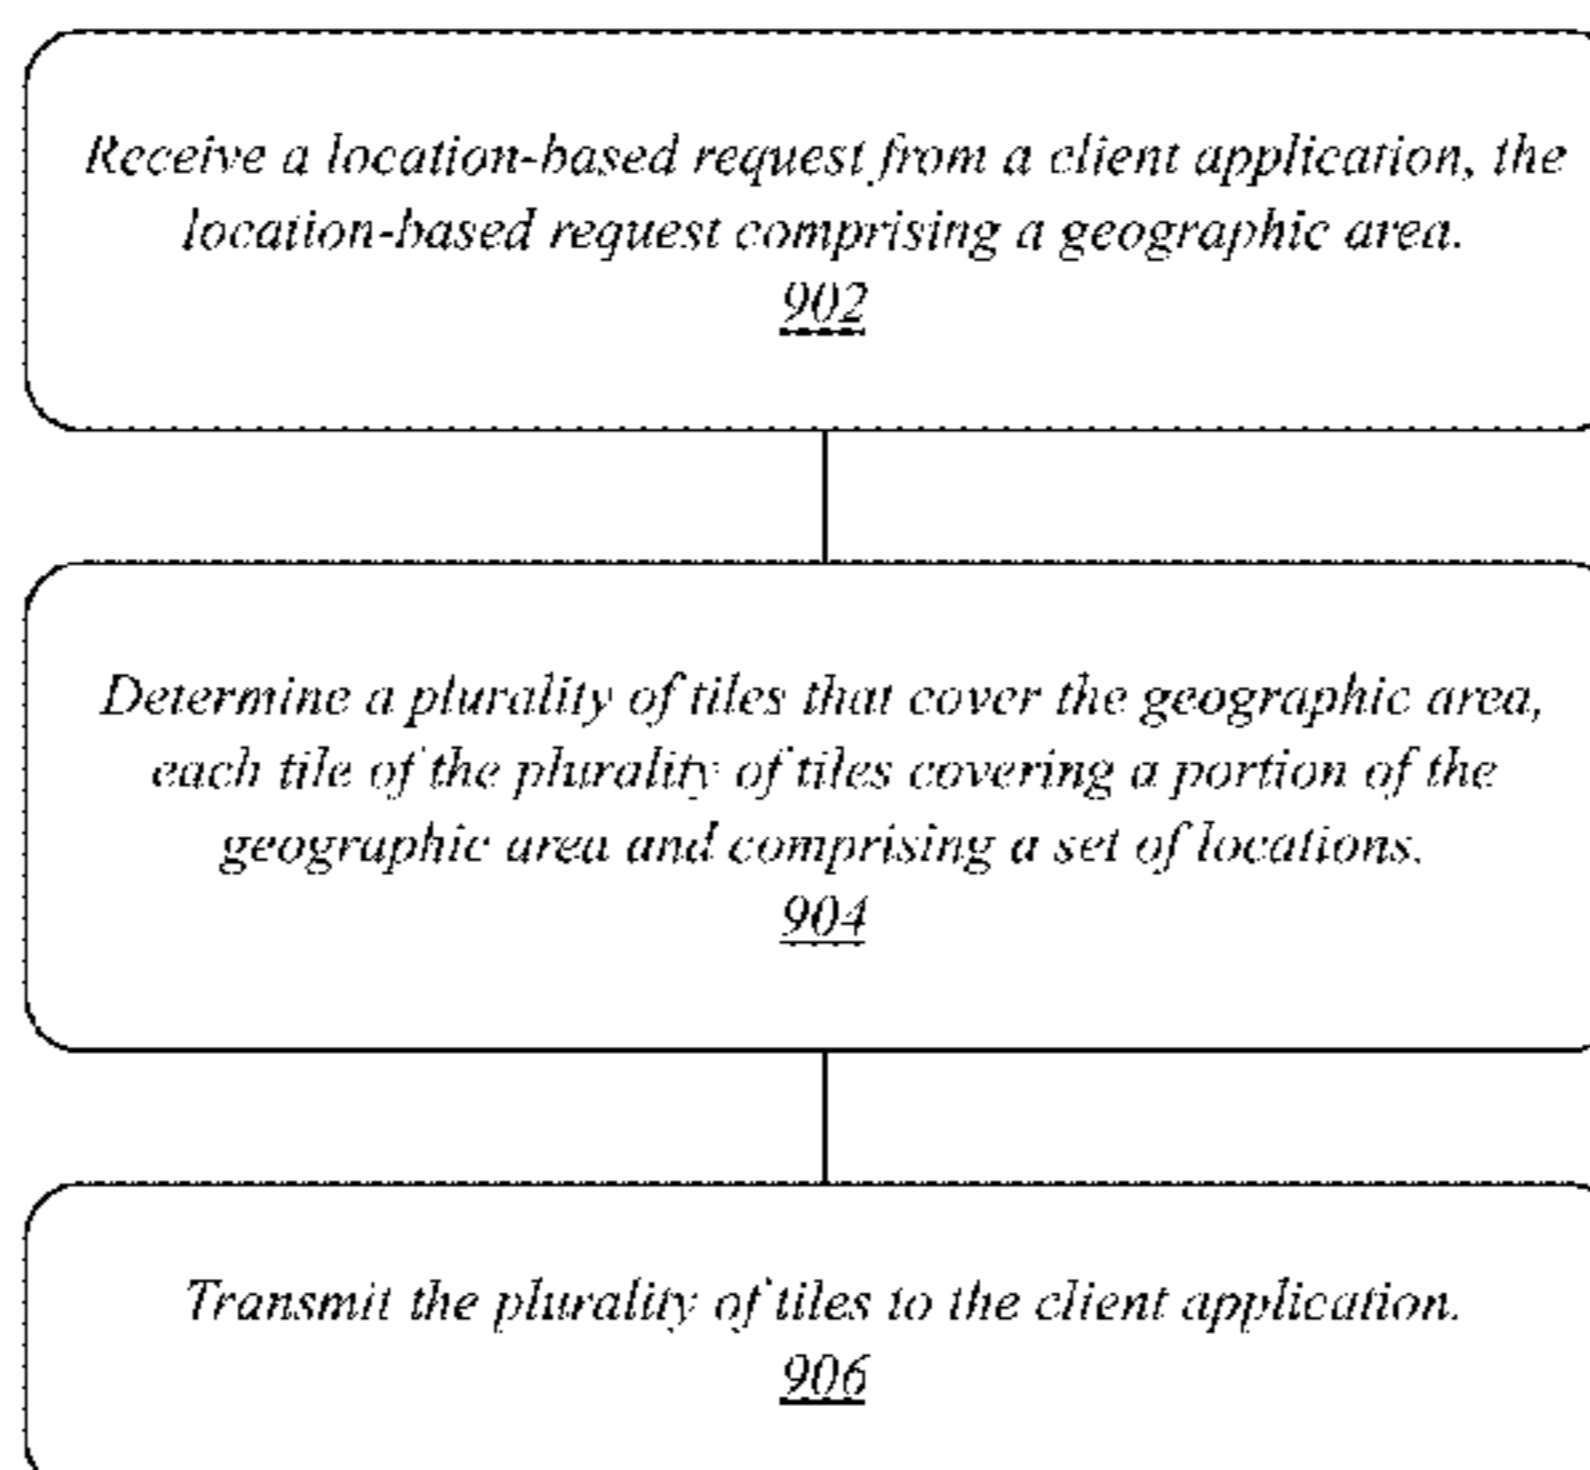 Receive a location-based request from a client application, the
location-based request comprising a geographic area.
902
Determine a plurality of tiles that cover the geographic area,
each tile of the plurality of tiles covering a portion of the
geographic area and comprising a set of locations.
904
Transmit the plurality of tiles to the client application.
906